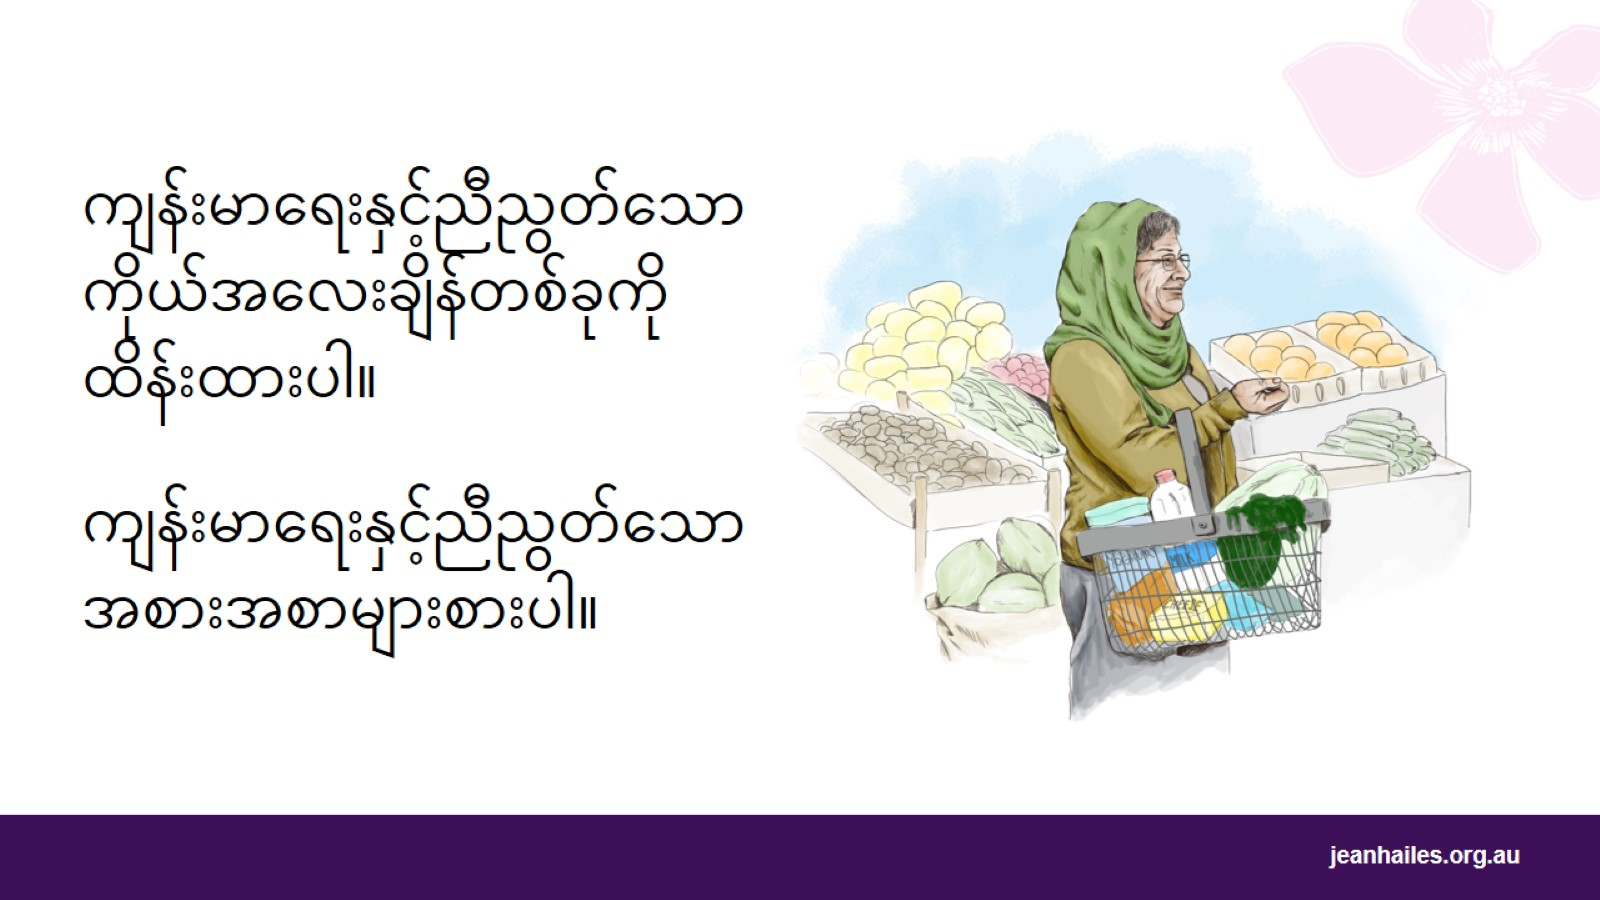 ကျန်းမာရေးနှင့်ညီညွတ်သော
ကိုယ်အလေးချိန်တစ်ခုကို
ထိန်းထားပါ။
ကျန်းမာရေးနှင့်ညီညွတ်သော
အစားအစာများစားပါ။
MILK
CHEESE
jeanhailes.org.au